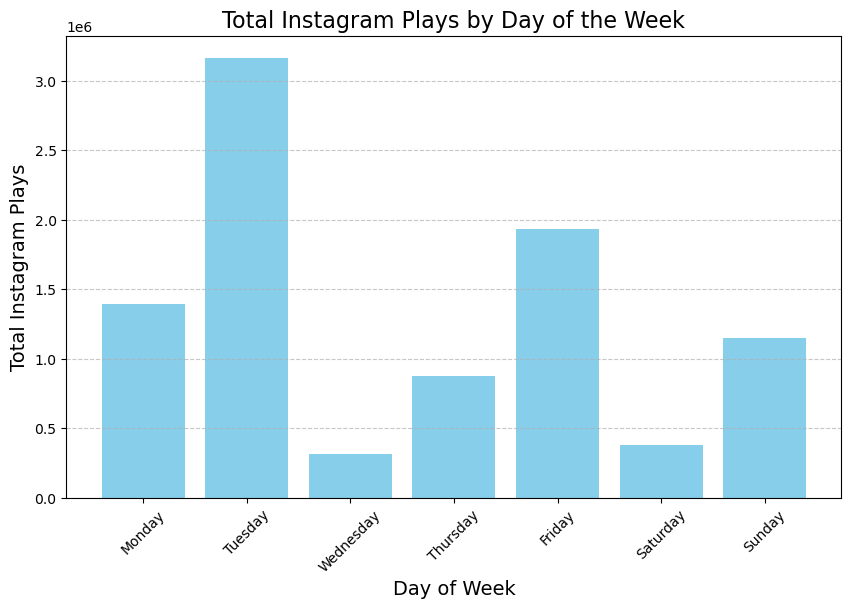 Total Instagram Plays by Day of the Week
1e6
3.0
2.5
2.0
1.5
1.0
0.5
0.0
Total Instagram Plays
Monday
Tuesday
Wednesday
Thursday
Friday
Saturday
Sunday
Day of Week